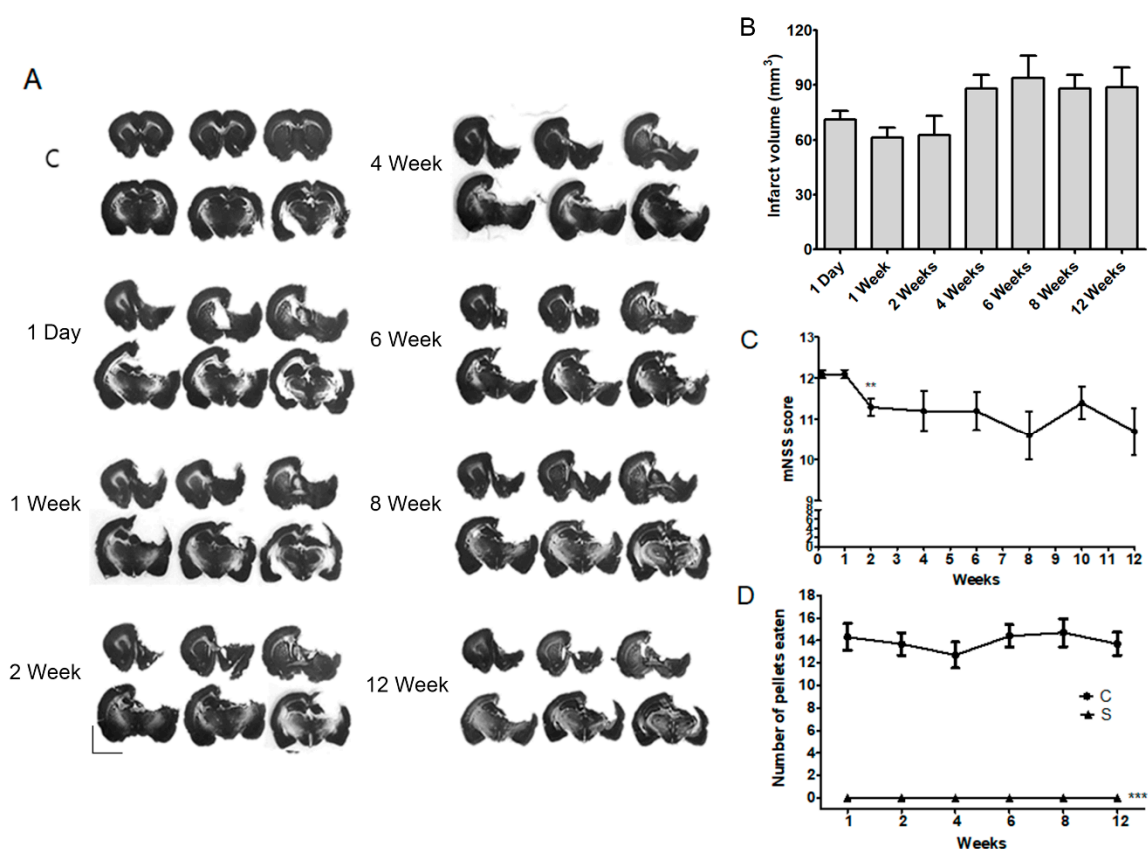 A
C
1 Day
1 Week
2 Week
4 Week
6 Week
8 Week
12 Week
B
Infarct volume (mm³)
120
90
60
30
0
1 Day
1 Week
2 Weeks
4 Weeks
6 Weeks
8 Weeks
12 Weeks
C
mNSS score
13
12
11
10
9
8
6
4
2
0
**
0 1 2 3 4 5 6 7 8 9 10 11 12
Weeks
D
Number of pellets eaten
18
16
14
12
10
8
6
4
2
0
C
S
***
1 2 4 6 8 12
Weeks